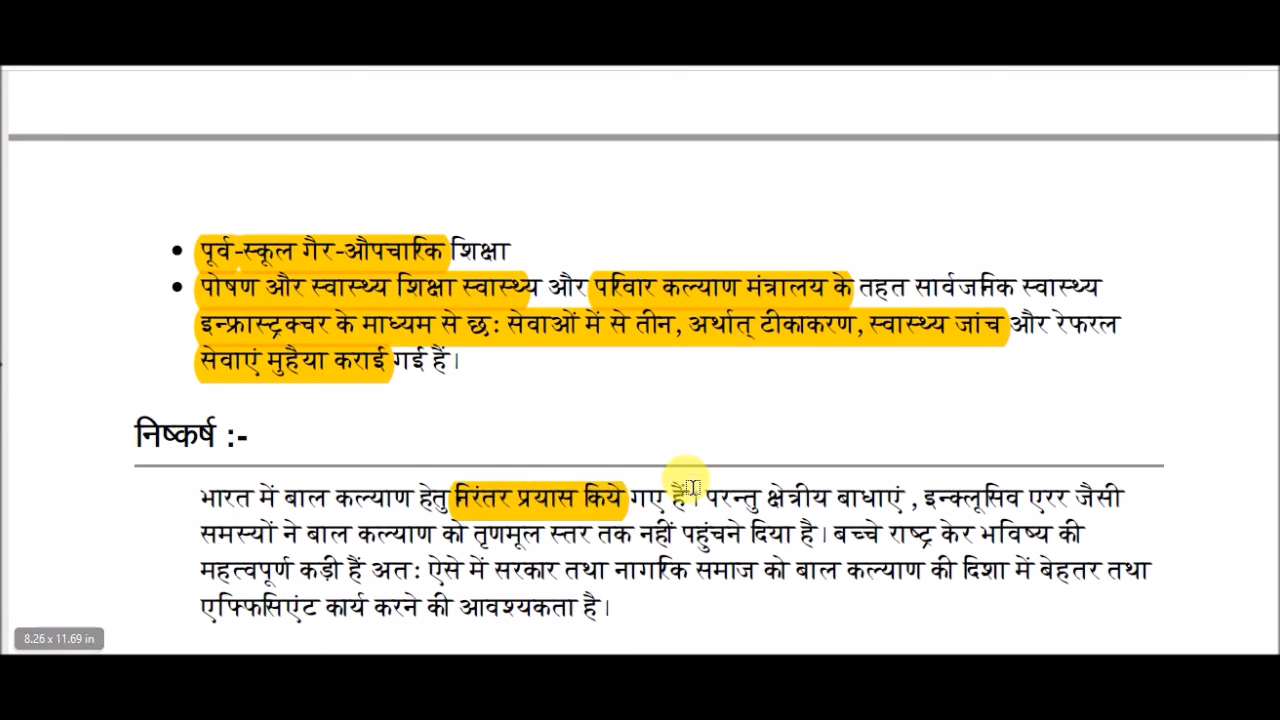 • पूर्व-स्कूल गैर-औपचारिक शिक्षा
• पोषण और स्वास्थ्य शिक्षा स्वास्थ्य और परिवार कल्याण मंत्रालय के तहत सार्वजनिक स्वास्थ्य
इन्फ्रास्ट्रक्चर के माध्यम से छः सेवाओं में से तीन, अर्थात् टीकाकरण, स्वास्थ्य जांच और रेफरल
सेवाएं मुहैया कराई गई हैं।
निष्कर्ष :-
भारत में बाल कल्याण हेतु निरंतर प्रयास किये गए हैं। परन्तु क्षेत्रीय बाधाएं , इन्क्लूसिव एरर जैसी
समस्यों ने बाल कल्याण को तृणमूल स्तर तक नहीं पहुंचने दिया है। बच्चे राष्ट्र केर भविष्य की
महत्वपूर्ण कड़ी हैं अतः ऐसे में सरकार तथा नागरिक समाज को बाल कल्याण की दिशा में बेहतर तथा
एफ्फिसिएंट कार्य करने की आवश्यकता है।
8.26 x 11.69 in